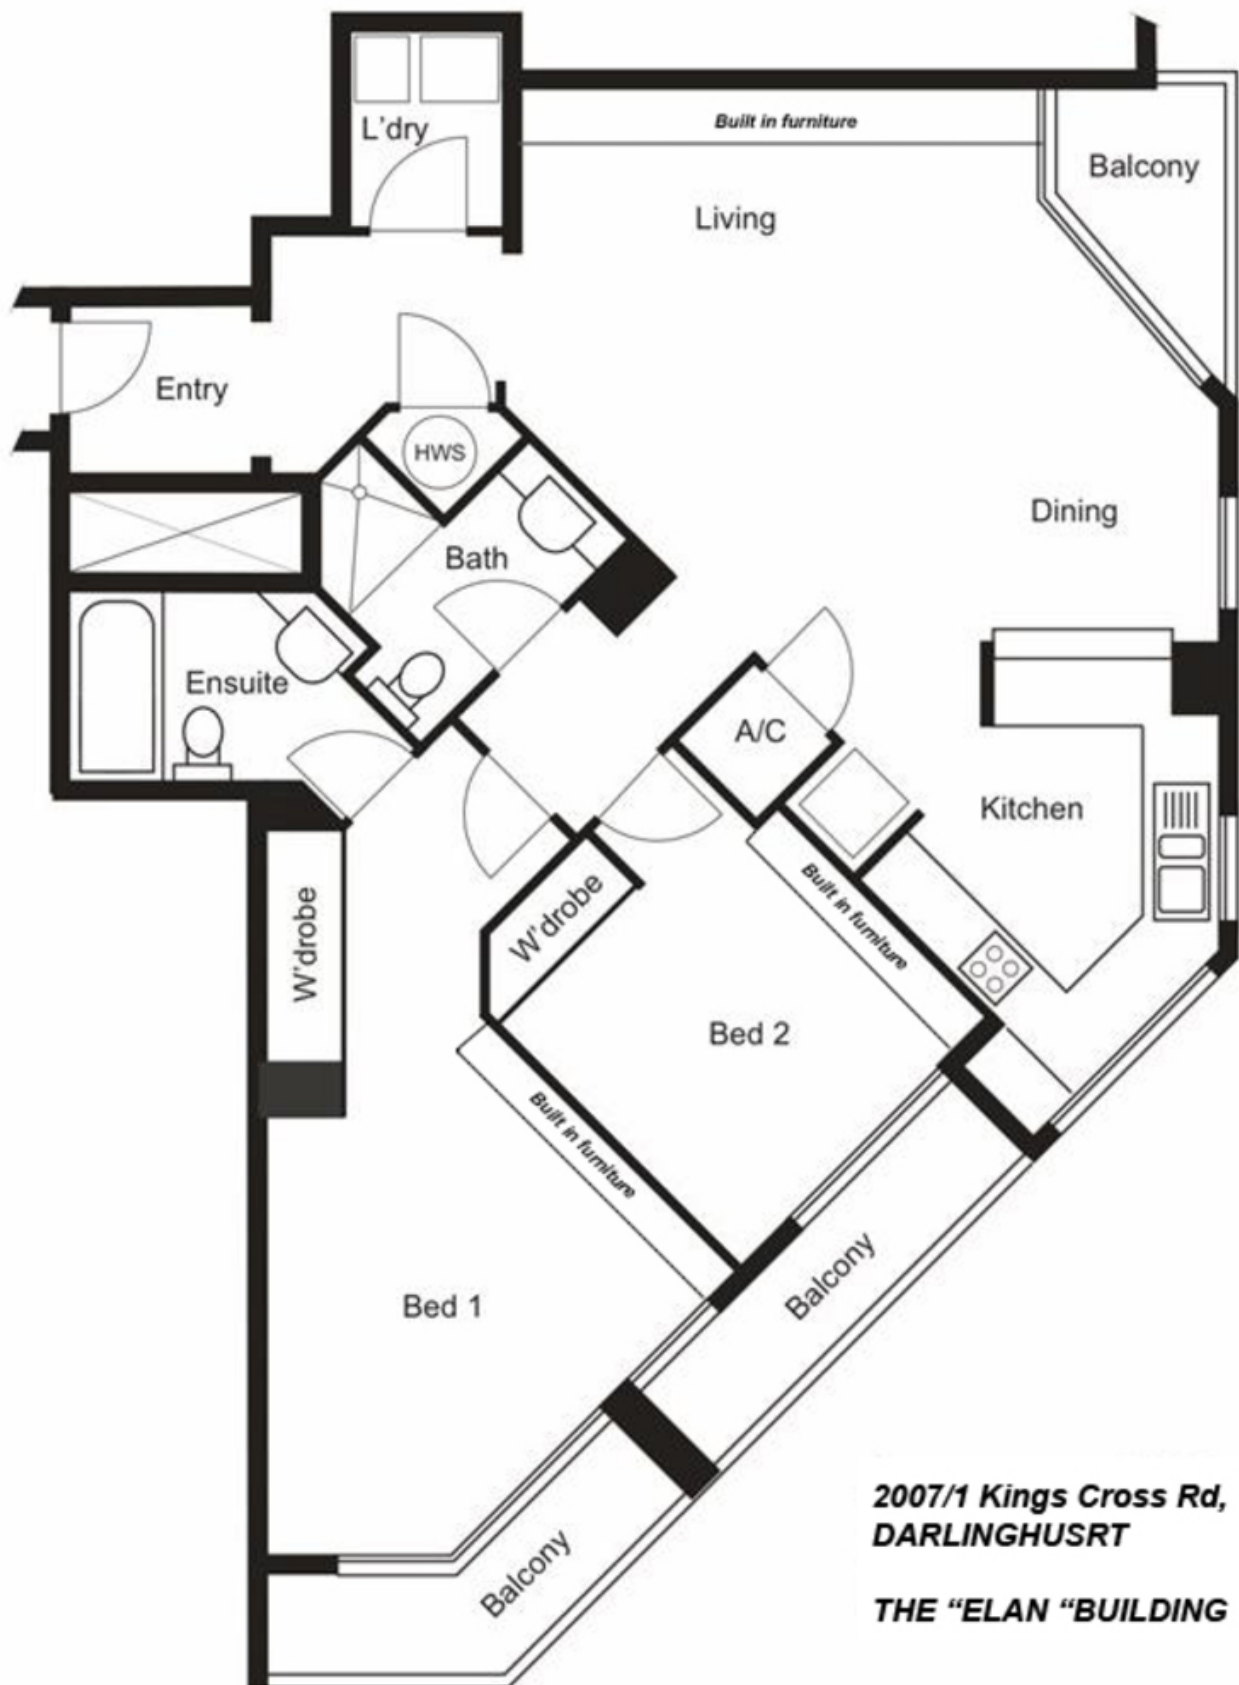 L'dry
Built in furniture
Balcony
Living
Entry
HWS
Dining
Bath
Ensuite
A/C
Kitchen
W'drobe
W'drobe
Built in furniture
Bed 2
Built in furniture
Balcony
Bed 1
Balcony
2007/1 Kings Cross Rd,
DARLINGHUSRT
THE “ELAN “BUILDING